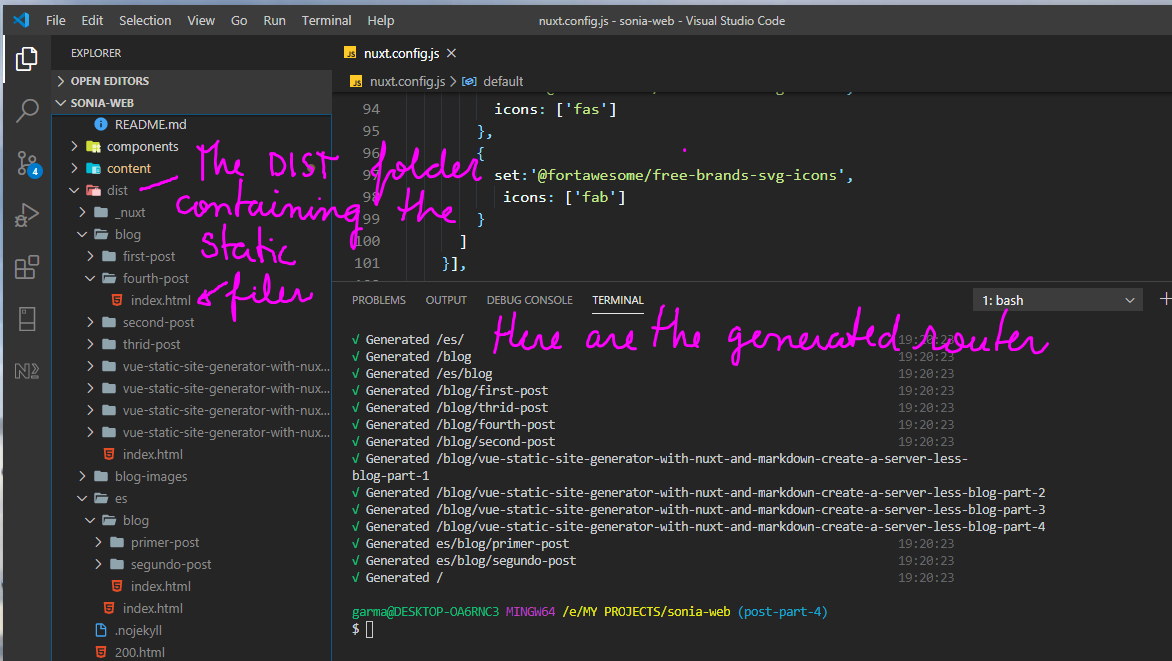 File Edit Selection View Go Run Terminal Help
nuxt.config.js - sonia-web - Visual Studio Code
EXPLORER
OPEN EDITORS
SONIA-WEB
README.md
components
content
dist
_nuxt
blog
first-post
fourth-post
index.html
second-post
thrid-post
vue-static-site-generator-with-nux...
vue-static-site-generator-with-nux...
vue-static-site-generator-with-nux...
vue-static-site-generator-with-nux...
index.html
blog-images
es
blog
primer-post
segundo-post
index.html
index.html
.nojekyll
200.html
4
The DIST folder
containing the
static
files
JS nuxt.config.js
JS nuxt.config.js > default
94 icons: ['fas']
95 },
96 {
97 set:'@fortawesome/free-brands-svg-icons',
98 icons: ['fab']
99 }
100 ]
101 }],
PROBLEMS OUTPUT DEBUG CONSOLE TERMINAL 1: bash
Here are the generated routes
√ Generated /es/ 19:20:23
√ Generated /blog 19:20:23
√ Generated /es/blog 19:20:23
√ Generated /blog/first-post 19:20:23
√ Generated /blog/thrid-post 19:20:23
√ Generated /blog/fourth-post 19:20:23
√ Generated /blog/second-post 19:20:23
√ Generated /blog/vue-static-site-generator-with-nuxt-and-markdown-create-a-server-less-
blog-part-1
√ Generated /blog/vue-static-site-generator-with-nuxt-and-markdown-create-a-server-less-blog-part-2
√ Generated /blog/vue-static-site-generator-with-nuxt-and-markdown-create-a-server-less-blog-part-3
√ Generated /blog/vue-static-site-generator-with-nuxt-and-markdown-create-a-server-less-blog-part-4
√ Generated es/blog/primer-post 19:20:23
√ Generated es/blog/segundo-post 19:20:23
√ Generated / 19:20:23
garma@DESKTOP-OA6RNC3 MINGW64 /e/MY PROJECTS/sonia-web (post-part-4)
$